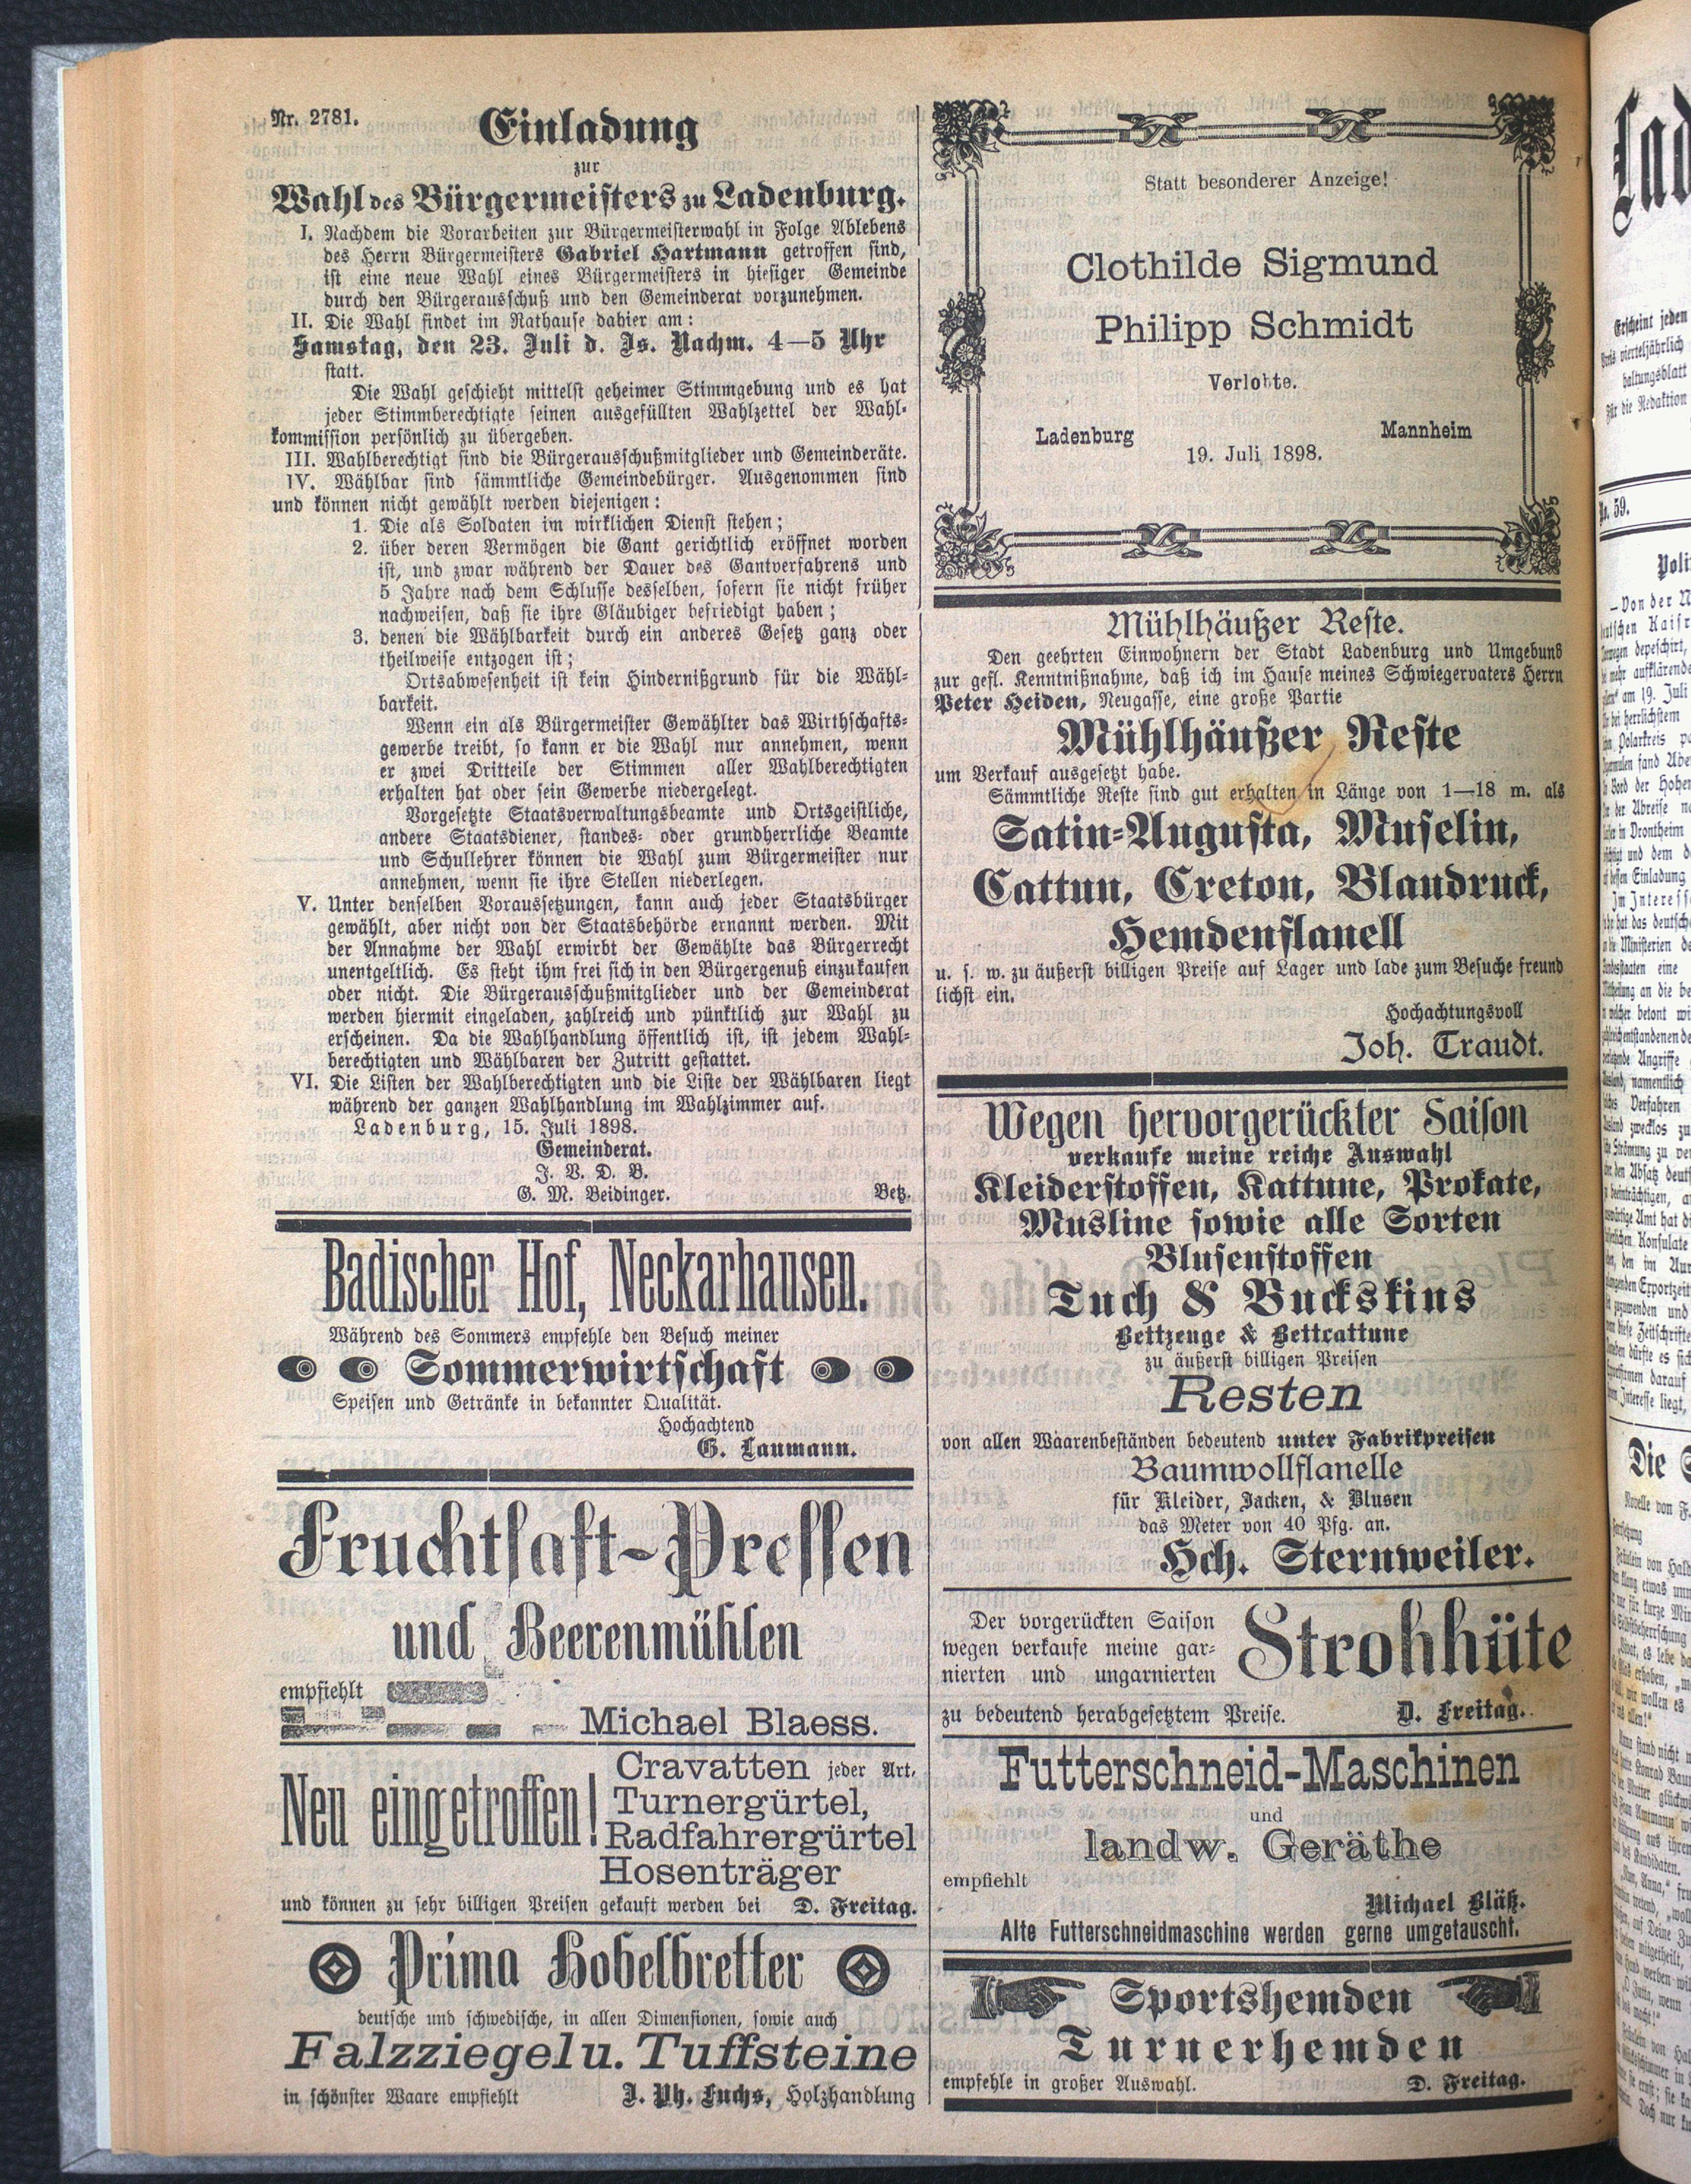 Nr. 2781.
Einladung
zur
Wahl des Bürgermeisters zu Ladenburg.
I. Nachdem die Vorarbeiten zur Bürgermeisterwahl in Folge Ablebens
des Herrn Bürgermeisters Gabriel Hartmann getroffen sind,
ist eine neue Wahl eines Bürgermeisters in hiesiger Gemeinde
durch den Bürgerausschuß und den Gemeinderat vorzunehmen.
II. Die Wahl findet im Rathause dahier am:
Samstag, den 23. Juli d. Js. Nachm. 4—5 Uhr
statt.
Die Wahl geschieht mittelst geheimer Stimmgebung und es hat
jeder Stimmberechtigte seinen ausgefüllten Wahlzettel der Wahl-
kommission persönlich zu übergeben.
III. Wahlberechtigt sind die Bürgerausschußmitglieder und Gemeinderäte.
IV. Wählbar sind sämmtliche Gemeindebürger. Ausgenommen sind
und können nicht gewählt werden diejenigen:
1. Die als Soldaten im wirklichen Dienst stehen;
2. über deren Vermögen die Gant gerichtlich eröffnet worden
ist, und zwar während der Dauer des Gantverfahrens und
5 Jahre nach dem Schlusse desselben, sofern sie nicht früher
nachweisen, daß sie ihre Gläubiger befriedigt haben;
3. denen die Wählbarkeit durch ein anderes Gesetz ganz oder
theilweise entzogen ist;
Ortsabwesenheit ist kein Hindernißgrund für die Wähl-
barkeit.
Wenn ein als Bürgermeister Gewählter das Wirthschafts-
gewerbe treibt, so kann er die Wahl nur annehmen, wenn
er zwei Dritteile der Stimmen aller Wahlberechtigten
erhalten hat oder sein Gewerbe niedergelegt.
Vorgesetzte Staatsverwaltungsbeamte und Ortsgeistliche,
andere Staatsdiener, standes- oder grundherrliche Beamte
und Schullehrer können die Wahl zum Bürgermeister nur
annehmen, wenn sie ihre Stellen niederlegen.
V. Unter denselben Voraussetzungen, kann auch jeder Staatsbürger
gewählt, aber nicht von der Staatsbehörde ernannt werden. Mit
der Annahme der Wahl erwirbt der Gewählte das Bürgerrecht
unentgeltlich. Es steht ihm frei sich in den Bürgergenuß einzukaufen
oder nicht. Die Bürgerausschußmitglieder und der Gemeinderat
werden hiermit eingeladen, zahlreich und pünktlich zur Wahl zu
erscheinen. Da die Wahlhandlung öffentlich ist, ist jedem Wahl-
berechtigten und Wählbaren der Zutritt gestattet.
VI. Die Listen der Wahlberechtigten und die Liste der Wählbaren liegt
während der ganzen Wahlhandlung im Wahlzimmer auf.
Ladenburg, 15. Juli 1898.
Gemeinderat.
J. V. D. B.
G. M. Beidinger.
Betz.
Badischer Hof, Neckarhausen.
Während des Sommers empfehle den Besuch meiner
Sommerwirtschaft
Speisen und Getränke in bekannter Qualität.
Hochachtend
G. Laumann.
Fruchtsaft-Pressen
und Beerenmühlen
empfiehlt
Michael Blaess.
Neu eingetroffen!
Cravatten jeder Art,
Turnergürtel,
Radfahrergürtel
Hosenträger
und können zu sehr billigen Preisen gekauft werden bei D. Freitag.
Prima Hobelbretter
deutsche und schwedische, in allen Dimensionen, sowie auch
Falzziegel u. Tuffsteine
in schönster Waare empfiehlt J. Ph. Fuchs, Holzhandlung
Statt besonderer Anzeige!
Clothilde Sigmund
Philipp Schmidt
Verlobte.
Ladenburg
Mannheim
19. Juli 1898.
Mühlhäußer Reste.
Den geehrten Einwohnern der Stadt Ladenburg und Umgebung
zur gefl. Kenntnißnahme, daß ich im Hause meines Schwiegervaters Herrn
Peter Heiden, Neugasse, eine große Partie
Mühlhäußer Reste
um Verkauf ausgesetzt habe.
Sämmtliche Reste sind gut erhalten in Länge von 1—18 m. als
Satin-Augusta, Muselin,
Cattun, Creton, Blaudruck,
Hemdenflanell
u. s. w. zu äußerst billigen Preise auf Lager und lade zum Besuche freund
lichst ein.
Hochachtungsvoll
Joh. Traudt.
Wegen hervorgerückter Saison
verkaufe meine reiche Auswahl
Kleiderstoffen, Kattune, Prokate,
Musline sowie alle Sorten
Blusenstoffen
Tuch & Buckskins
Bettzeuge & Bettcattune
zu äußerst billigen Preisen
Resten
von allen Waarenbeständen bedeutend unter Fabrikpreisen
Baumwollflanelle
für Kleider, Jacken, & Blusen
das Meter von 40 Pfg. an.
Hch. Sternweiler.
Der vorgerückten Saison
wegen verkaufe meine gar-
nierten und ungarnierten
Strohhüte
zu bedeutend herabgesetztem Preise.
D. Freitag.
Futterschneid-Maschinen
und
landw. Geräthe
empfiehlt
Michael Bläß.
Alte Futterschneidmaschine werden gerne umgetauscht.
Sportshemden
Turnerhemden
empfehle in großer Auswahl.
D. Freitag.